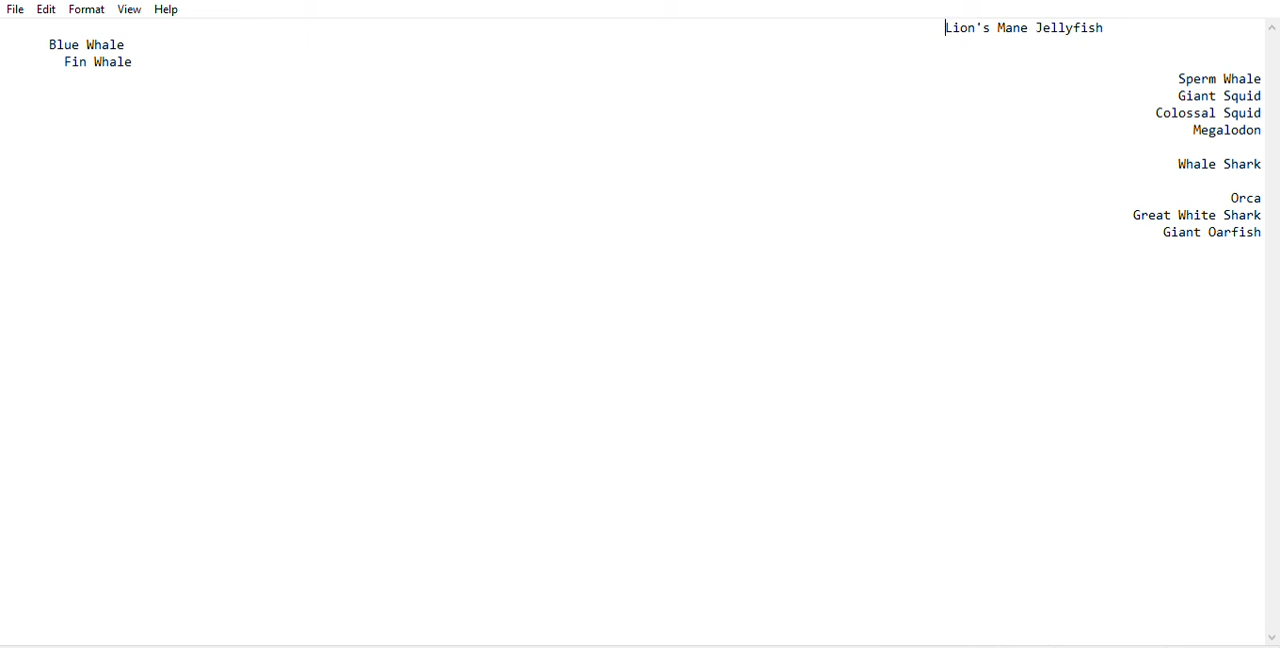 File Edit Format View Help
Lion's Mane Jellyfish
Blue Whale
Fin Whale
Sperm Whale
Giant Squid
Colossal Squid
Megalodon
Whale Shark
Orca
Great White Shark
Giant Oarfish